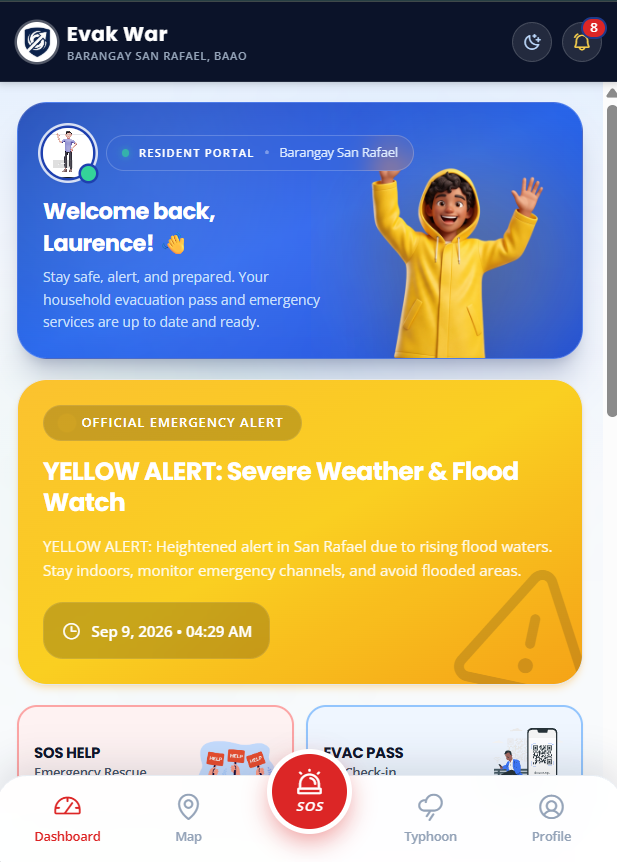 Evak War
BARANGAY SAN RAFAEL, BAAO
8
RESIDENT PORTAL • Barangay San Rafael
Welcome back,
Laurence! 👋
Stay safe, alert, and prepared. Your
household evacuation pass and emergency
services are up to date and ready.
OFFICIAL EMERGENCY ALERT
YELLOW ALERT: Severe Weather & Flood
Watch
YELLOW ALERT: Heightened alert in San Rafael due to rising flood waters.
Stay indoors, monitor emergency channels, and avoid flooded areas.
Sep 9, 2026 • 04:29 AM
SOS HELP
Emergency Rescue
HELP
HELP
HELP
EVAC PASS
Check-in
SOS
Dashboard
Map
Typhoon
Profile